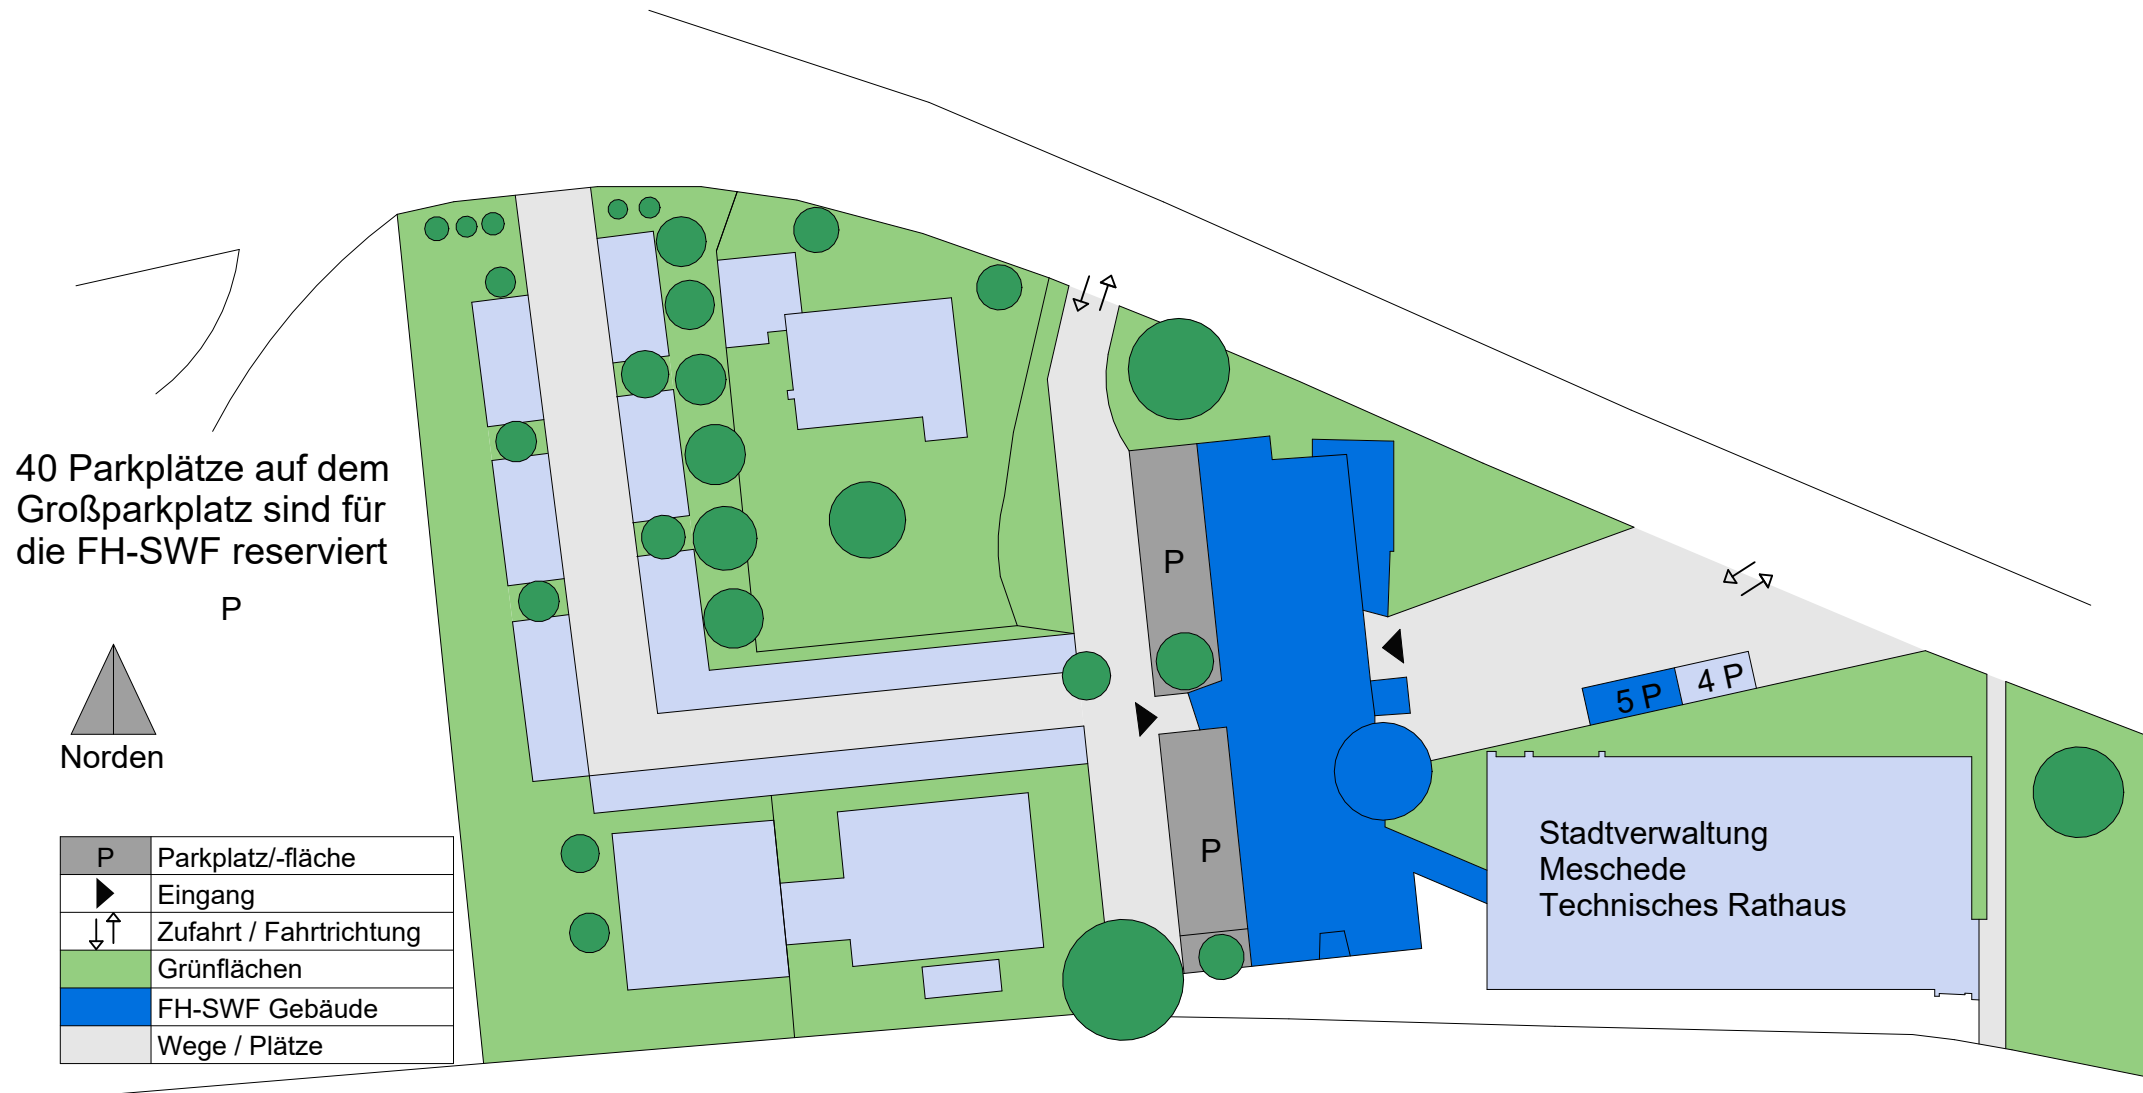 40 Parkplätze auf dem
Großparkplatz sind für
die FH-SWF reserviert
P
Norden
P
P
5 P
4 P
Stadtverwaltung
Meschede
Technisches Rathaus
P Parkplatz/-fläche
Eingang
Zufahrt / Fahrtrichtung
Grünflächen
FH-SWF Gebäude
Wege / Plätze